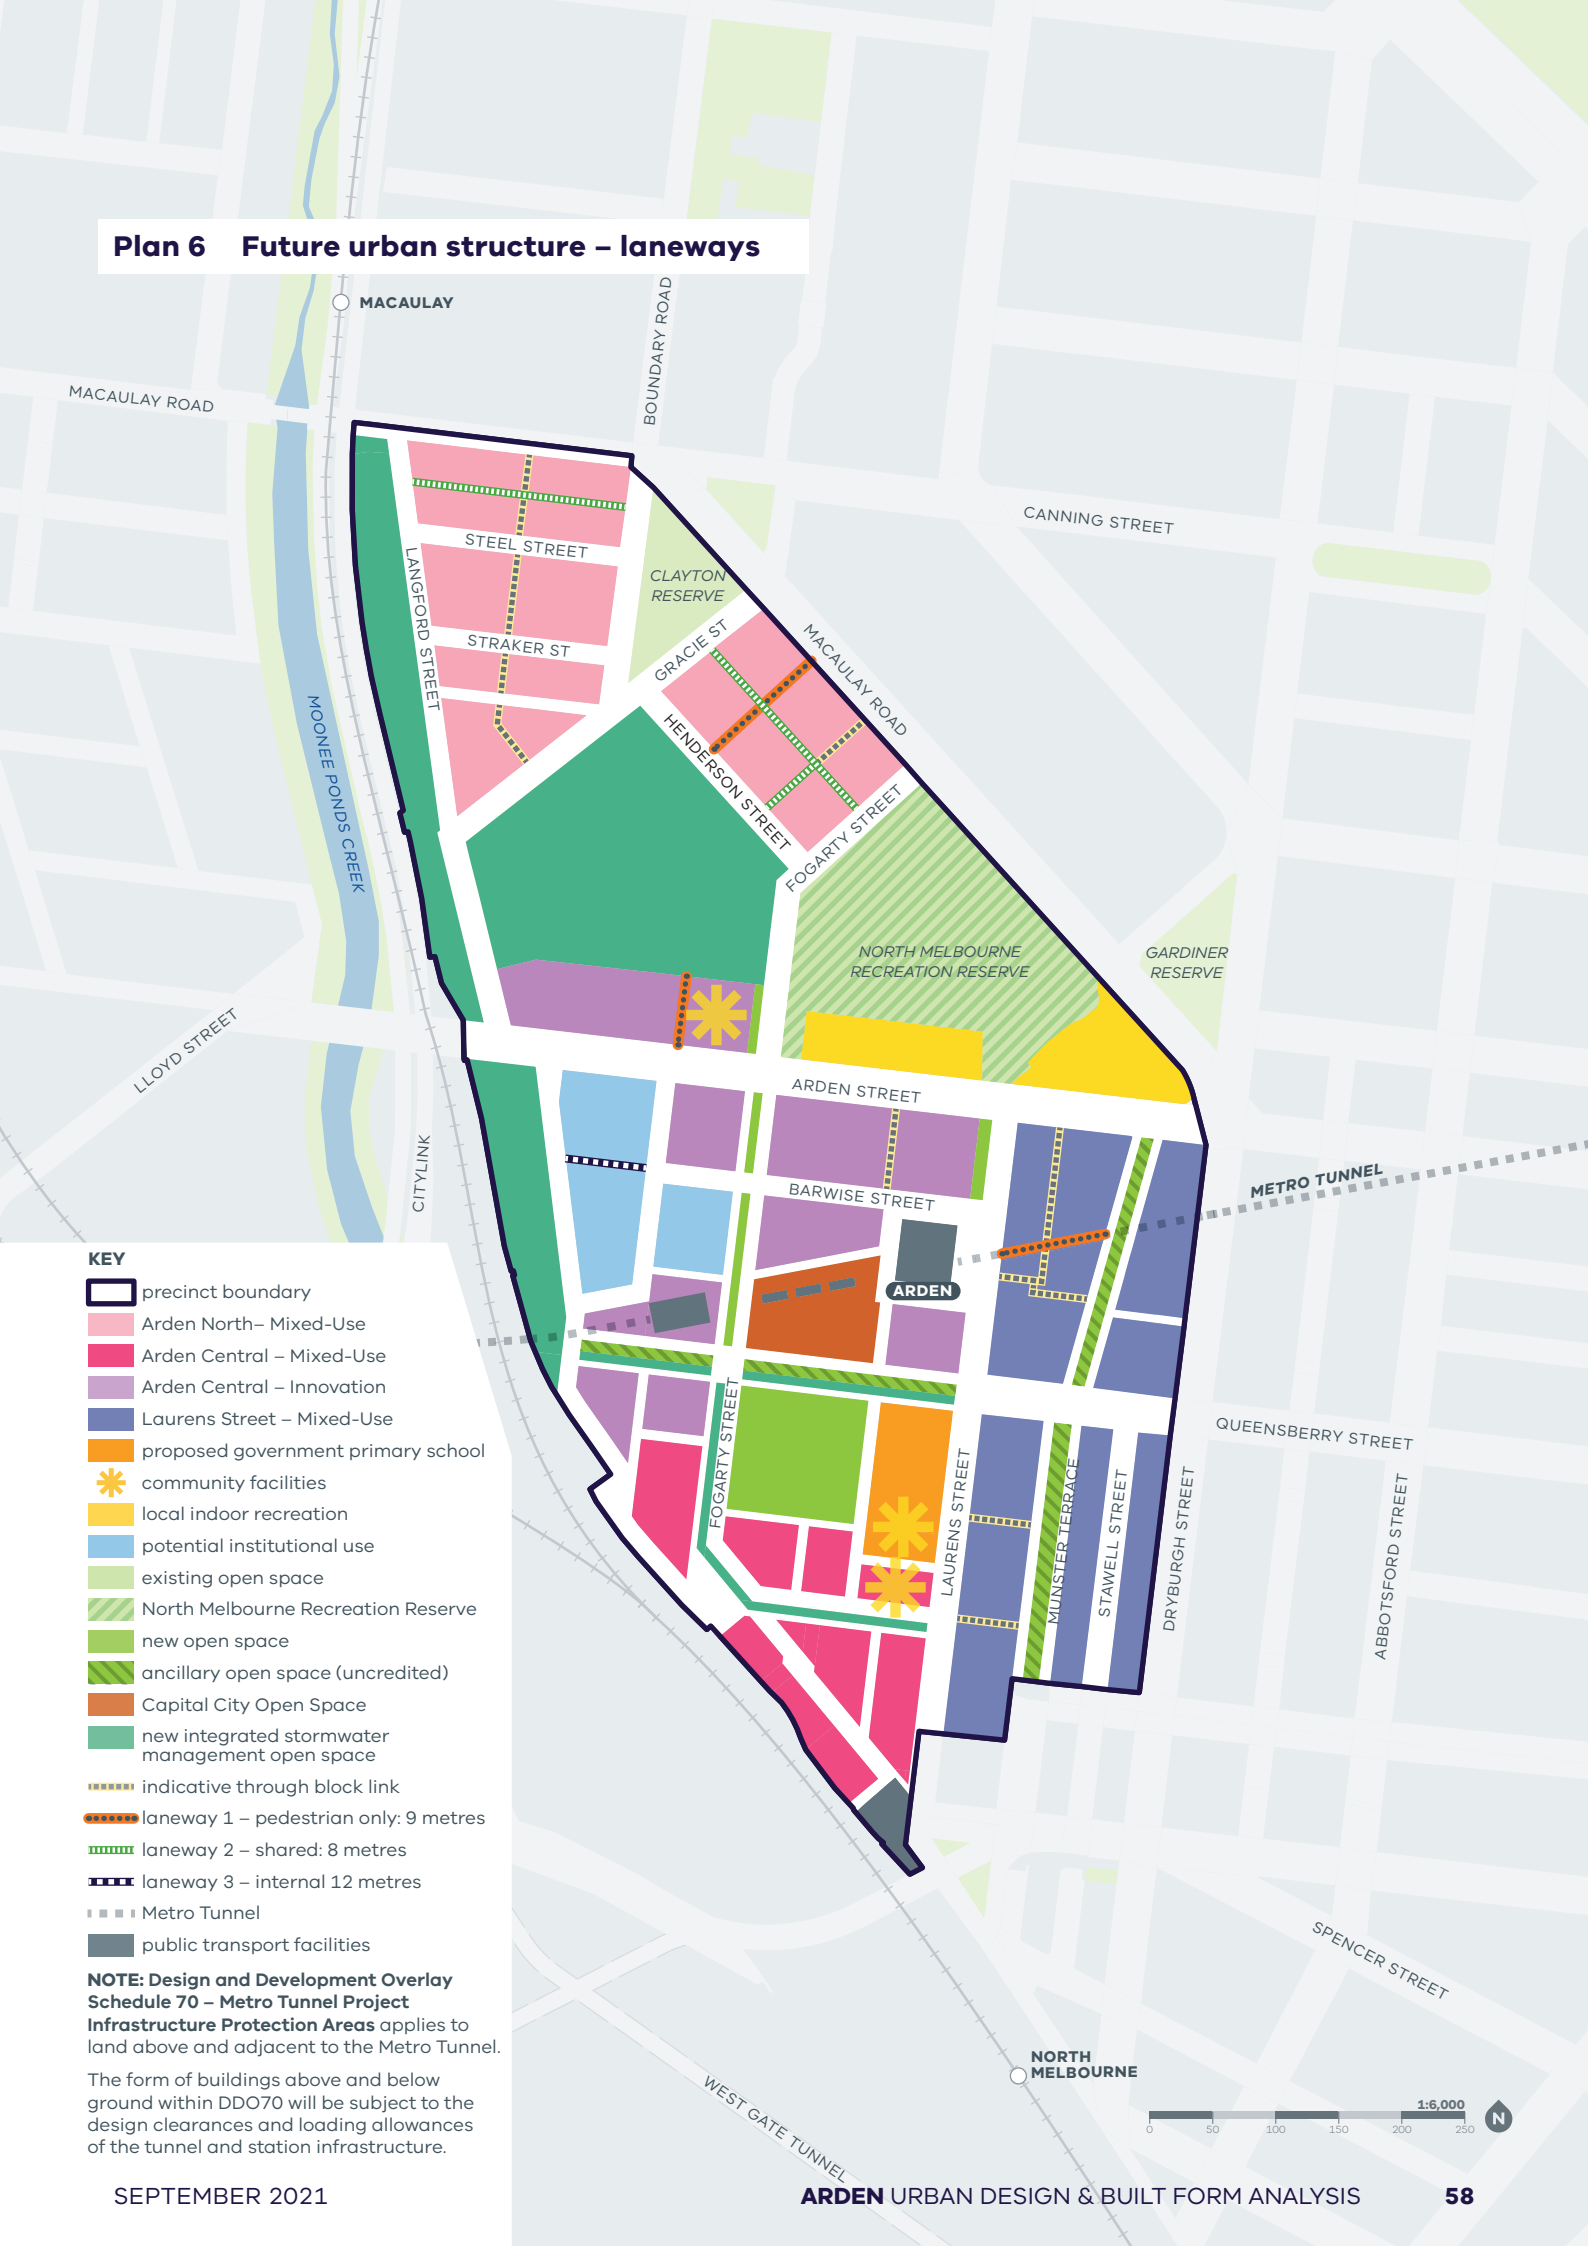 Plan 6 Future urban structure – laneways
MACAULAY
BOUNDARY ROAD
MACAULAY ROAD
CANNING STREET
STEEL STREET
LANGFORD STREET
CLAYTON
RESERVE
STRAKER ST
GRACIE ST
MACAULAY ROAD
HENDERSON STREET
MOONEE PONDS CREEK
FOGARTY STREET
NORTH MELBOURNE
RECREATION RESERVE
GARDINER
RESERVE
LLOYD STREET
ARDEN STREET
CITYLINK
BARWISE STREET
METRO TUNNEL
ARDEN
FOGARTY STREET
QUEENSBERRY STREET
LAURENS STREET
MUNSTER TERRACE
STAWELL STREET
DRYBURGH STREET
ABBOTSFORD STREET
KEY
precinct boundary
Arden North– Mixed-Use
Arden Central – Mixed-Use
Arden Central – Innovation
Laurens Street – Mixed-Use
proposed government primary school
community facilities
local indoor recreation
potential institutional use
existing open space
North Melbourne Recreation Reserve
new open space
ancillary open space (uncredited)
Capital City Open Space
new integrated stormwater
management open space
indicative through block link
laneway 1 – pedestrian only: 9 metres
laneway 2 – shared: 8 metres
laneway 3 – internal 12 metres
Metro Tunnel
public transport facilities
NOTE: Design and Development Overlay
Schedule 70 – Metro Tunnel Project
Infrastructure Protection Areas applies to
land above and adjacent to the Metro Tunnel.
The form of buildings above and below
ground within DDO70 will be subject to the
design clearances and loading allowances
of the tunnel and station infrastructure.
SPENCER STREET
NORTH
MELBOURNE
WEST GATE TUNNEL
1:6,000
0 50 100 150 200 250
N
SEPTEMBER 2021
ARDEN URBAN DESIGN & BUILT FORM ANALYSIS 58